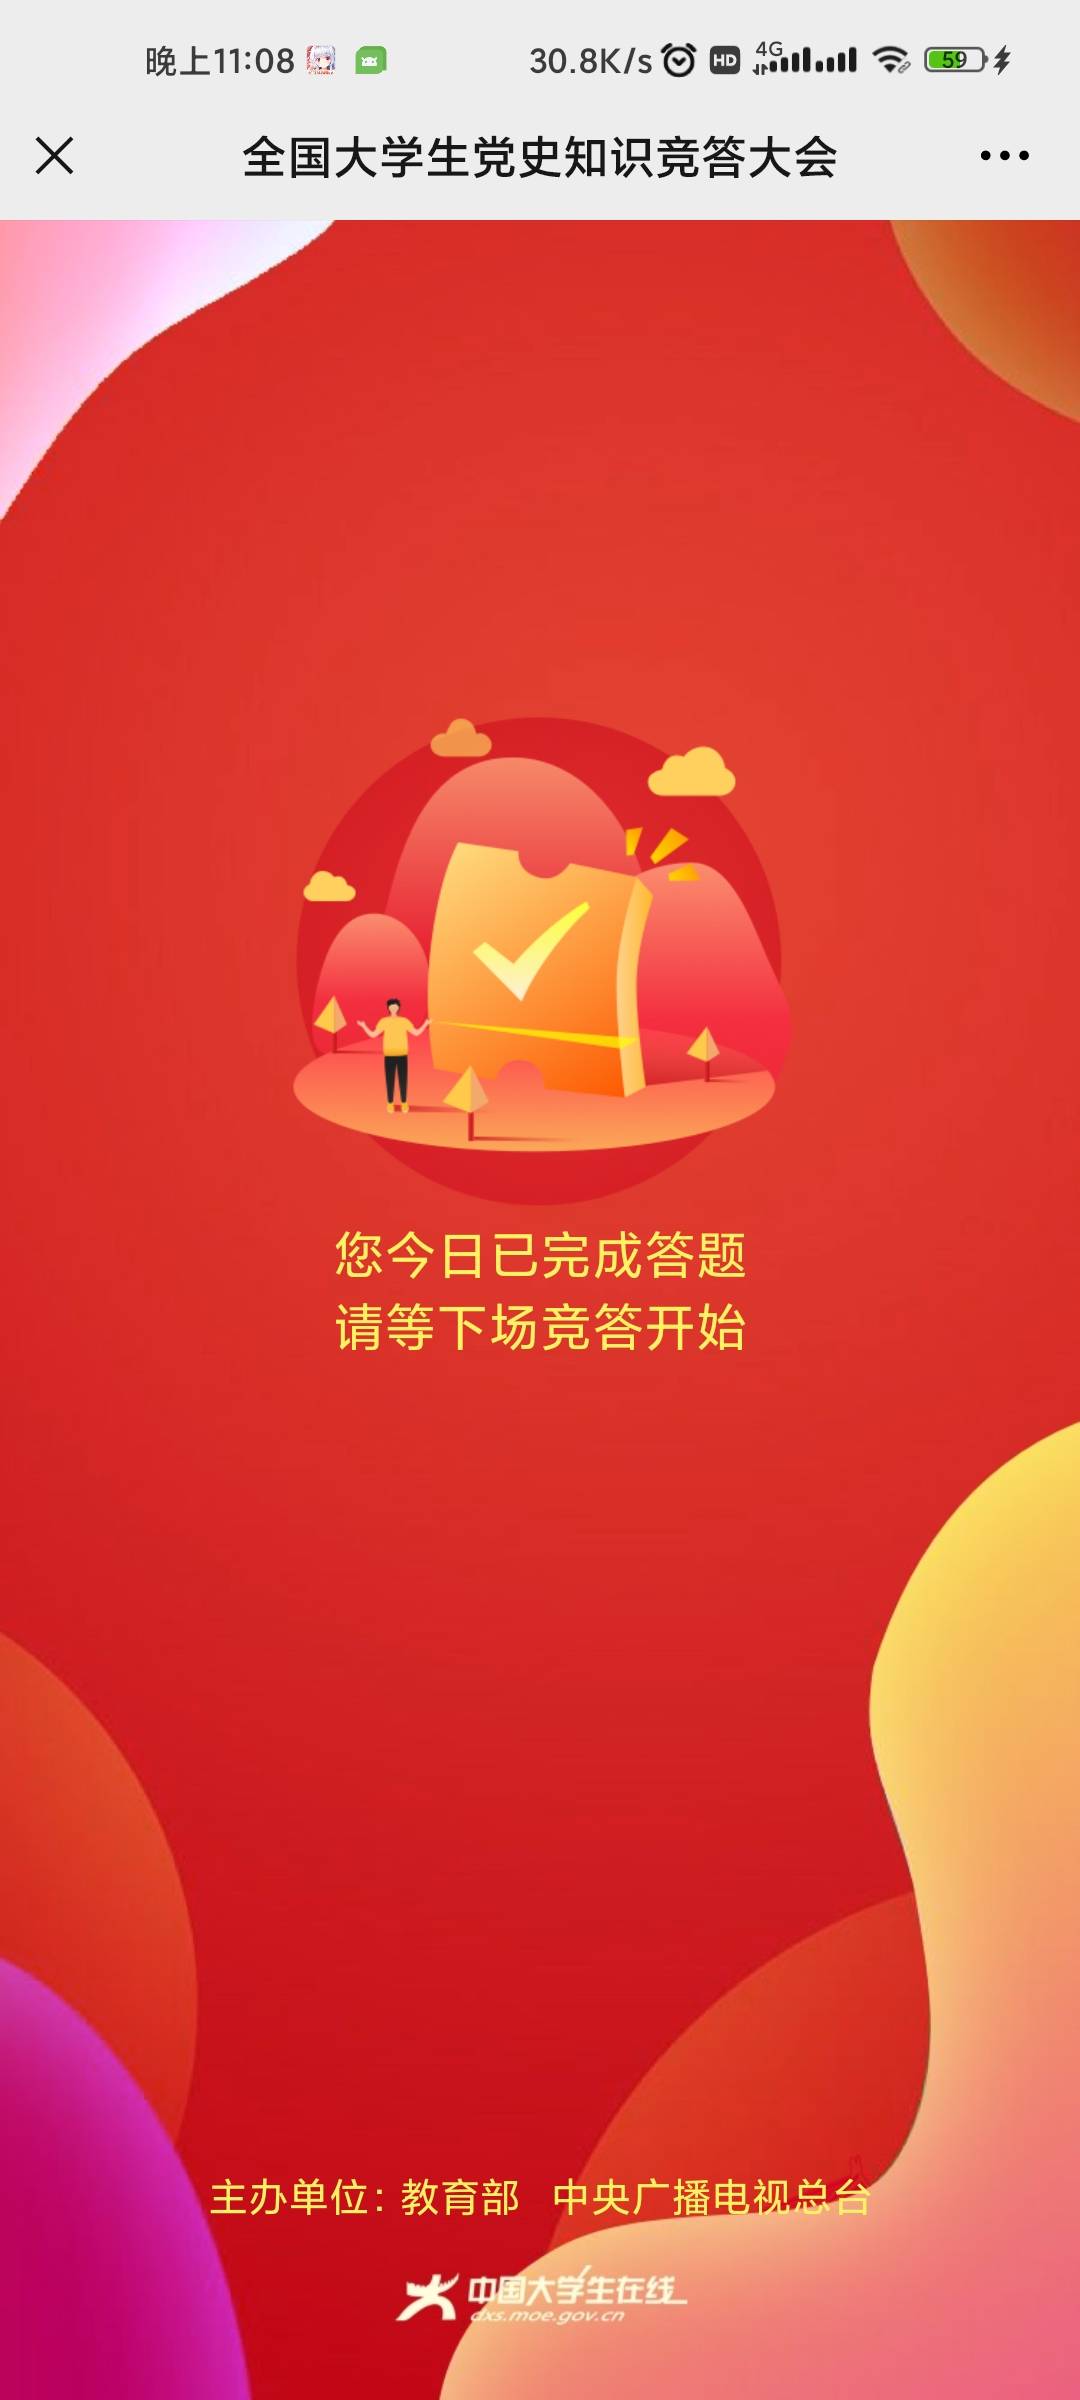 晚上11:08 30.8K/s HD 4G 59
全国大学生党史知识竞答大会
您今日已完成答题
请等下场竞答开始
主办单位: 教育部 中央广播电视总台
中国大学生在线
dxs.moe.gov.cn